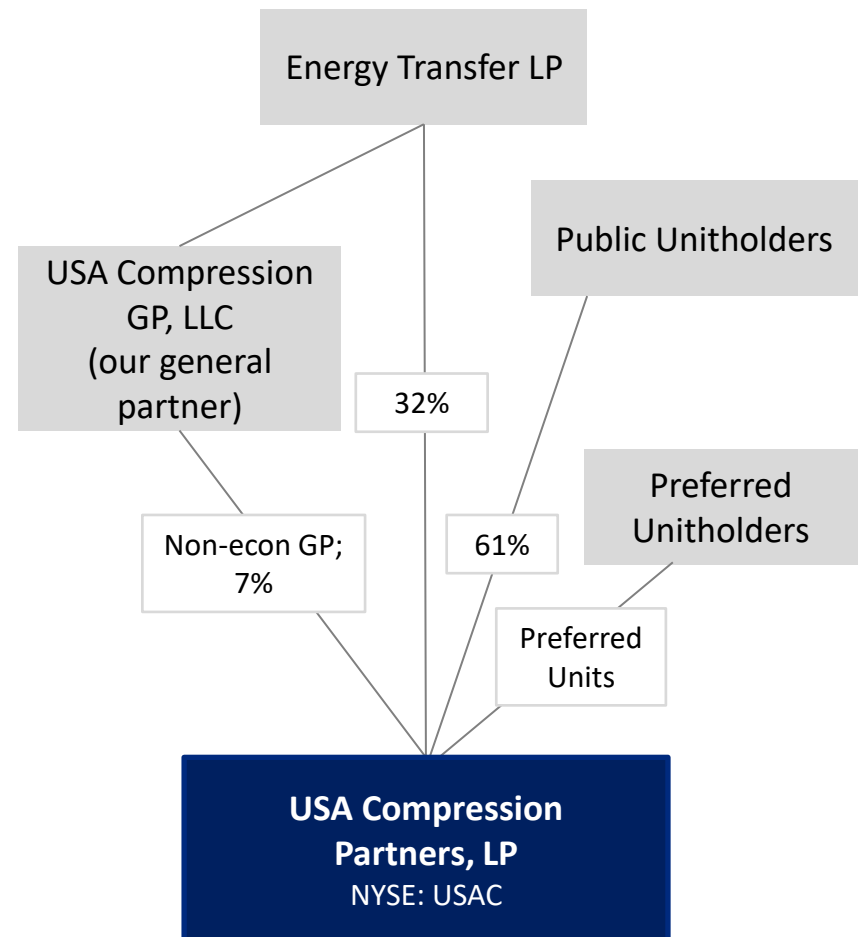 Energy Transfer LP
Public Unitholders
USA Compression
GP, LLC
(our general
partner)
32%
Preferred
Unitholders
Non-econ GP;
7%
61%
Preferred
Units
USA Compression
Partners, LP
NYSE: USAC